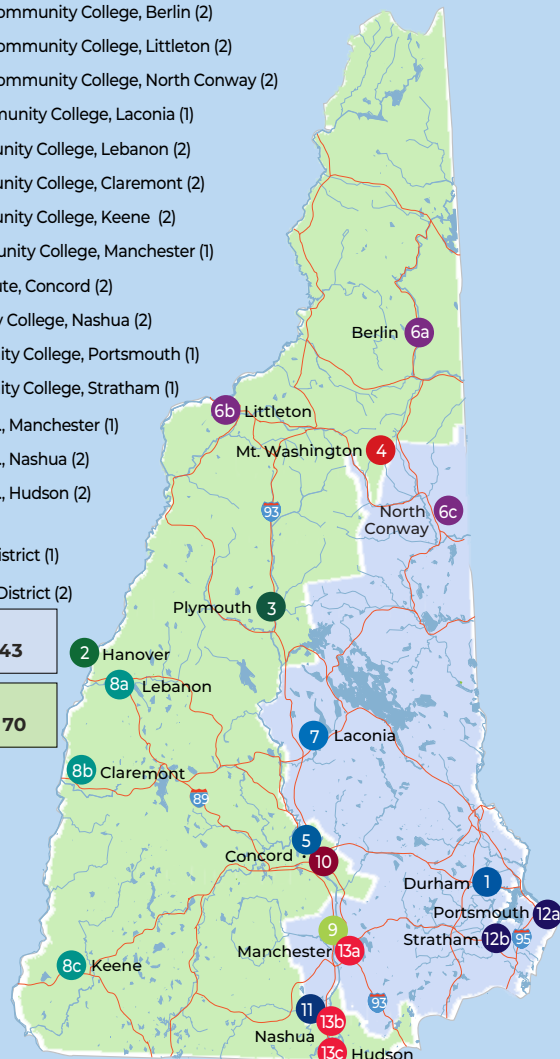 ommunity College, Berlin (2)
ommunity College, Littleton (2)
ommunity College, North Conway (2)
munity College, Laconia (1)
unity College, Lebanon (2)
unity College, Claremont (2)
unity College, Keene (2)
unity College, Manchester (1)
ute, Concord (2)
y College, Nashua (2)
ity College, Portsmouth (1)
ity College, Stratham (1)
., Manchester (1)
., Nashua (2)
., Hudson (2)
istrict (1)
District (2)
43
70
Berlin 6a
6b Littleton
Mt. Washington 4
93
North
Conway
6c
Plymouth 3
2 Hanover
8a Lebanon
7 Laconia
8b Claremont
89
5
Concord
10
Durham 1
Portsmouth 12a
Stratham 12b 95
9
Manchester 13a
8c Keene
93
11
13b
Nashua
13c Hudson